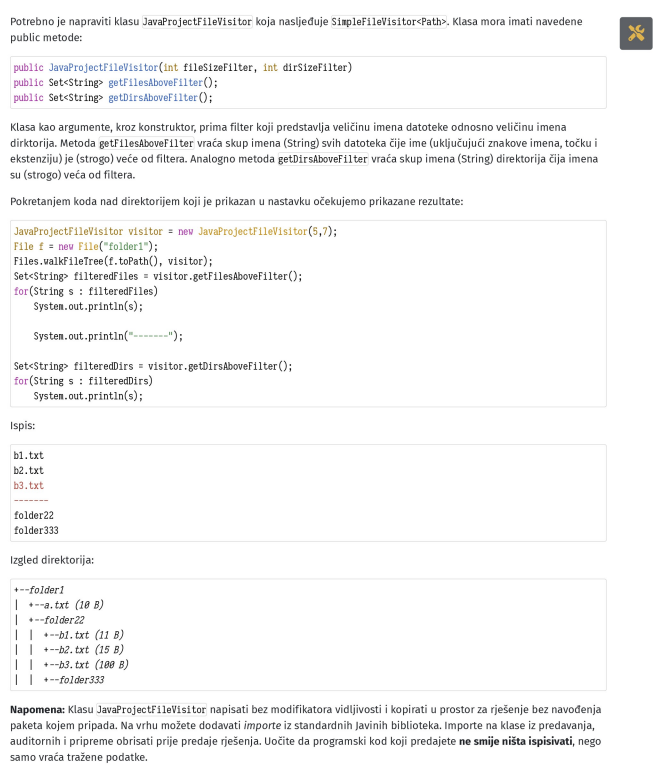 Potrebno je napraviti klasu JavaProjectFileVisitor koja nasljeđuje SimpleFileVisitor<Path>. Klasa mora imati navedene
public metode:
public JavaProjectFileVisitor(int fileSizeFilter, int dirSizeFilter)
public Set<String> getFilesAboveFilter();
public Set<String> getDirsAboveFilter();
Klasa kao argumente, kroz konstruktor, prima filter koji predstavlja veličinu imena datoteke odnosno veličinu imena
dirktorija. Metoda getFilesAboveFilter vraća skup imena (String) svih datoteka čije ime (uključujući znakove imena, točku i
ekstenziju) je (strogo) veće od filtera. Analogno metoda getDirsAboveFilter vraća skup imena (String) direktorija čija imena
su (strogo) veća od filtera.
Pokretanjem koda nad direktorijem koji je prikazan u nastavku očekujemo prikazane rezultate:
JavaProjectFileVisitor visitor = new JavaProjectFileVisitor(5,7);
File f = new File("folder1");
Files.walkFileTree(f.toPath(), visitor);
Set<String> filteredFiles = visitor.getFilesAboveFilter();
for(String s : filteredFiles)
    System.out.println(s);
    System.out.println("-------");
Set<String> filteredDirs = visitor.getDirsAboveFilter();
for(String s : filteredDirs)
    System.out.println(s);
Ispis:
b1.txt
b2.txt
b3.txt
-------
folder22
folder333
Izgled direktorija:
+--folder1
|  +--a.txt (10 B)
|  +--folder22
|  |  +--b1.txt (11 B)
|  |  +--b2.txt (15 B)
|  |  +--b3.txt (100 B)
|  |  +--folder333
Napomena: Klasu JavaProjectFileVisitor napisati bez modifikatora vidljivosti i kopirati u prostor za rješenje bez navođenja
paketa kojem pripada. Na vrhu možete dodavati importe iz standardnih Javinih biblioteka. Importe na klase iz predavanja,
auditornih i pripreme obrisati prije predaje rješenja. Uočite da programski kod koji predajete ne smije ništa ispisivati, nego
samo vraća tražene podatke.